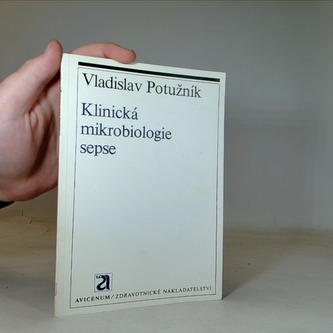 Vladislav Potužník
Klinická
mikrobiologie
sepse
a
AVICENUM/ZDRAVOTNICKÉ NAKLADATELSTVÍ